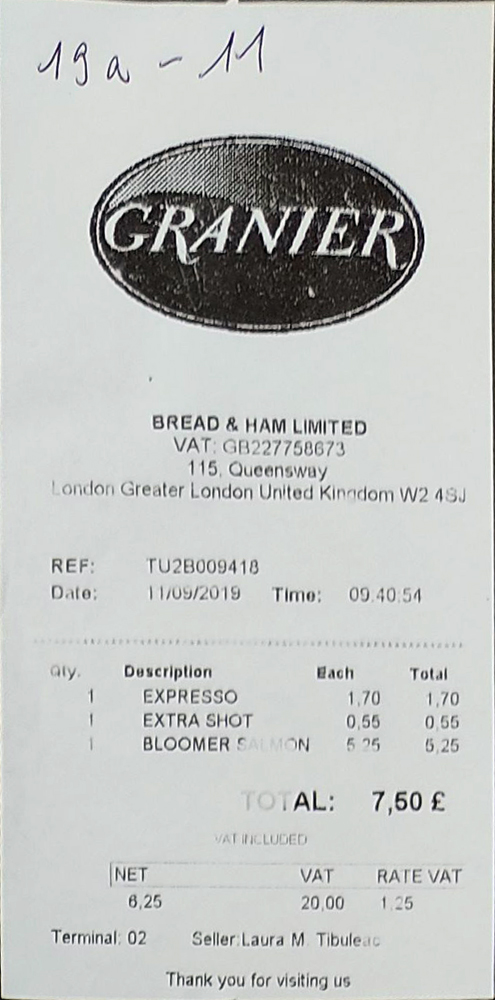 19a - 11
GRANIER
BREAD & HAM LIMITED
VAT: GB227758673
115, Queensway
London Greater London United Kingdom W2 4SJ
REF: TU2B009418
Date: 11/09/2019 Time: 09.40.54
Qty. Description Each Total
1 EXPRESSO 1,70 1,70
1 EXTRA SHOT 0,55 0,55
1 BLOOMER SALMON 5 25 5,25
TOTAL: 7,50 £
VAT INCLUDED
NET VAT RATE VAT
6,25 20,00 1.25
Terminal: 02 Seller:Laura M. Tibuleac
Thank you for visiting us